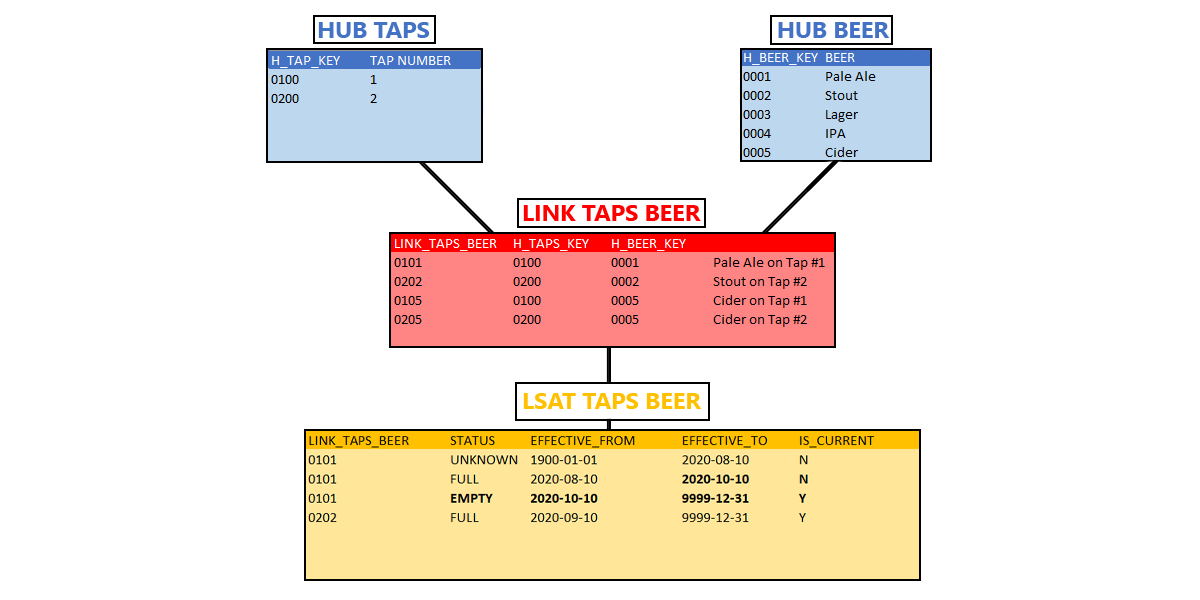 HUB TAPS
H_TAP_KEY TAP NUMBER
0100 1
0200 2
HUB BEER
H_BEER_KEY BEER
0001 Pale Ale
0002 Stout
0003 Lager
0004 IPA
0005 Cider
LINK TAPS BEER
LINK_TAPS_BEER H_TAPS_KEY H_BEER_KEY
0101 0100 0001 Pale Ale on Tap #1
0202 0200 0002 Stout on Tap #2
0105 0100 0005 Cider on Tap #1
0205 0200 0005 Cider on Tap #2
LSAT TAPS BEER
LINK_TAPS_BEER STATUS EFFECTIVE_FROM EFFECTIVE_TO IS_CURRENT
0101 UNKNOWN 1900-01-01 2020-08-10 N
0101 FULL 2020-08-10 2020-10-10 N
0101 EMPTY 2020-10-10 9999-12-31 Y
0202 FULL 2020-09-10 9999-12-31 Y